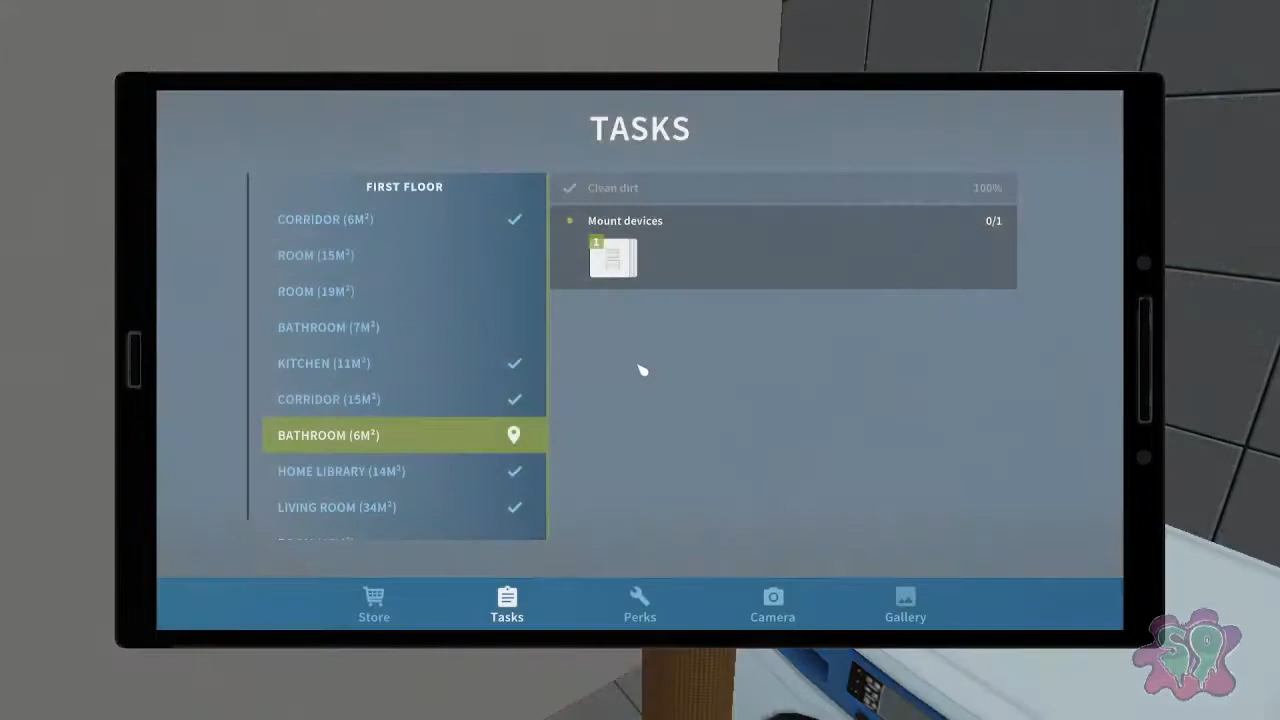 TASKS
FIRST FLOOR
CORRIDOR (6M²)
ROOM (15M²)
ROOM (19M²)
BATHROOM (7M²)
KITCHEN (11M²)
CORRIDOR (15M²)
BATHROOM (6M²)
HOME LIBRARY (14M²)
LIVING ROOM (34M²)
Clean dirt 100%
Mount devices 0/1
1
Store Tasks Perks Camera Gallery